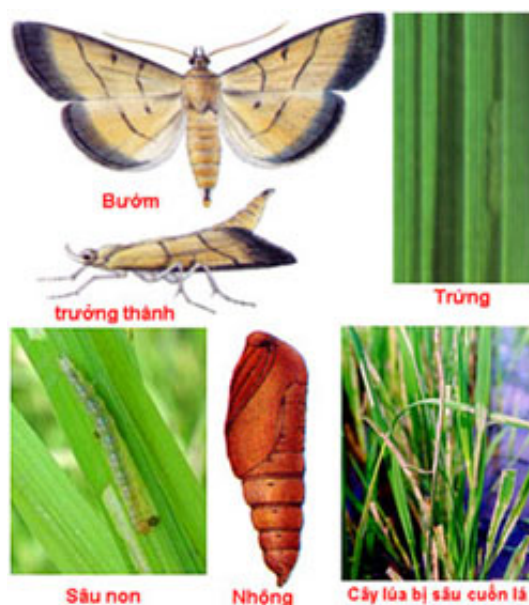 Bướm
trưởng thành
Trứng
Sâu non
Nhộng
Cây lúa bị sâu cuốn lá